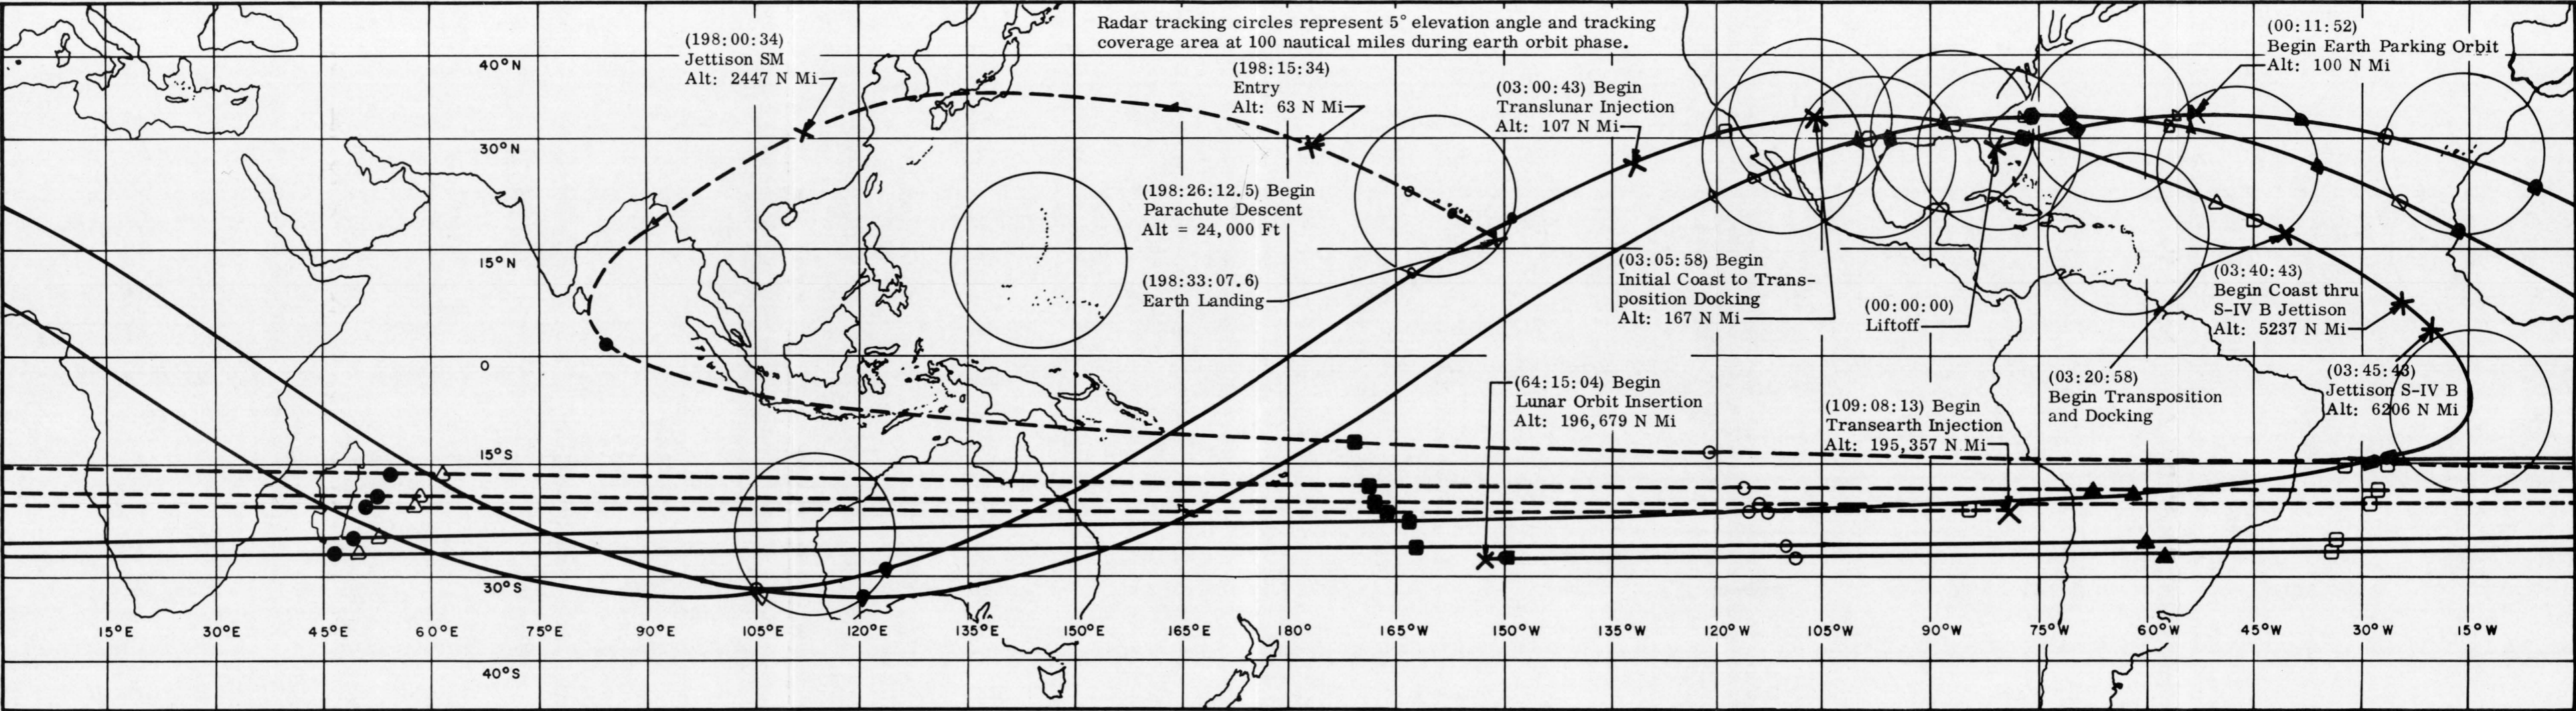 Radar tracking circles represent 5° elevation angle and tracking
coverage area at 100 nautical miles during earth orbit phase.
(198:00:34)
Jettison SM
Alt: 2447 N Mi
(198:15:34)
Entry
Alt: 63 N Mi
(03:00:43) Begin
Translunar Injection
Alt: 107 N Mi
(00:11:52)
Begin Earth Parking Orbit
Alt: 100 N Mi
(198:26:12.5) Begin
Parachute Descent
Alt = 24,000 Ft
(198:33:07.6)
Earth Landing
(03:05:58) Begin
Initial Coast to Trans-
position Docking
Alt: 167 N Mi
(00:00:00)
Liftoff
(03:40:43)
Begin Coast thru
S-IV B Jettison
Alt: 5237 N Mi
(03:20:58)
Begin Transposition
and Docking
(03:45:43)
Jettison S-IV B
Alt: 6206 N Mi
(64:15:04) Begin
Lunar Orbit Insertion
Alt: 196,679 N Mi
(109:08:13) Begin
Transearth Injection
Alt: 195,357 N Mi
40°N
30°N
15°N
0
15°S
30°S
15°E 30°E 45°E 60°E 75°E 90°E 105°E 120°E 135°E 150°E 165°E 180° 165°W 150°W 135°W 120°W 105°W 90°W 75°W 60°W 45°W 30°W 15°W
40°S